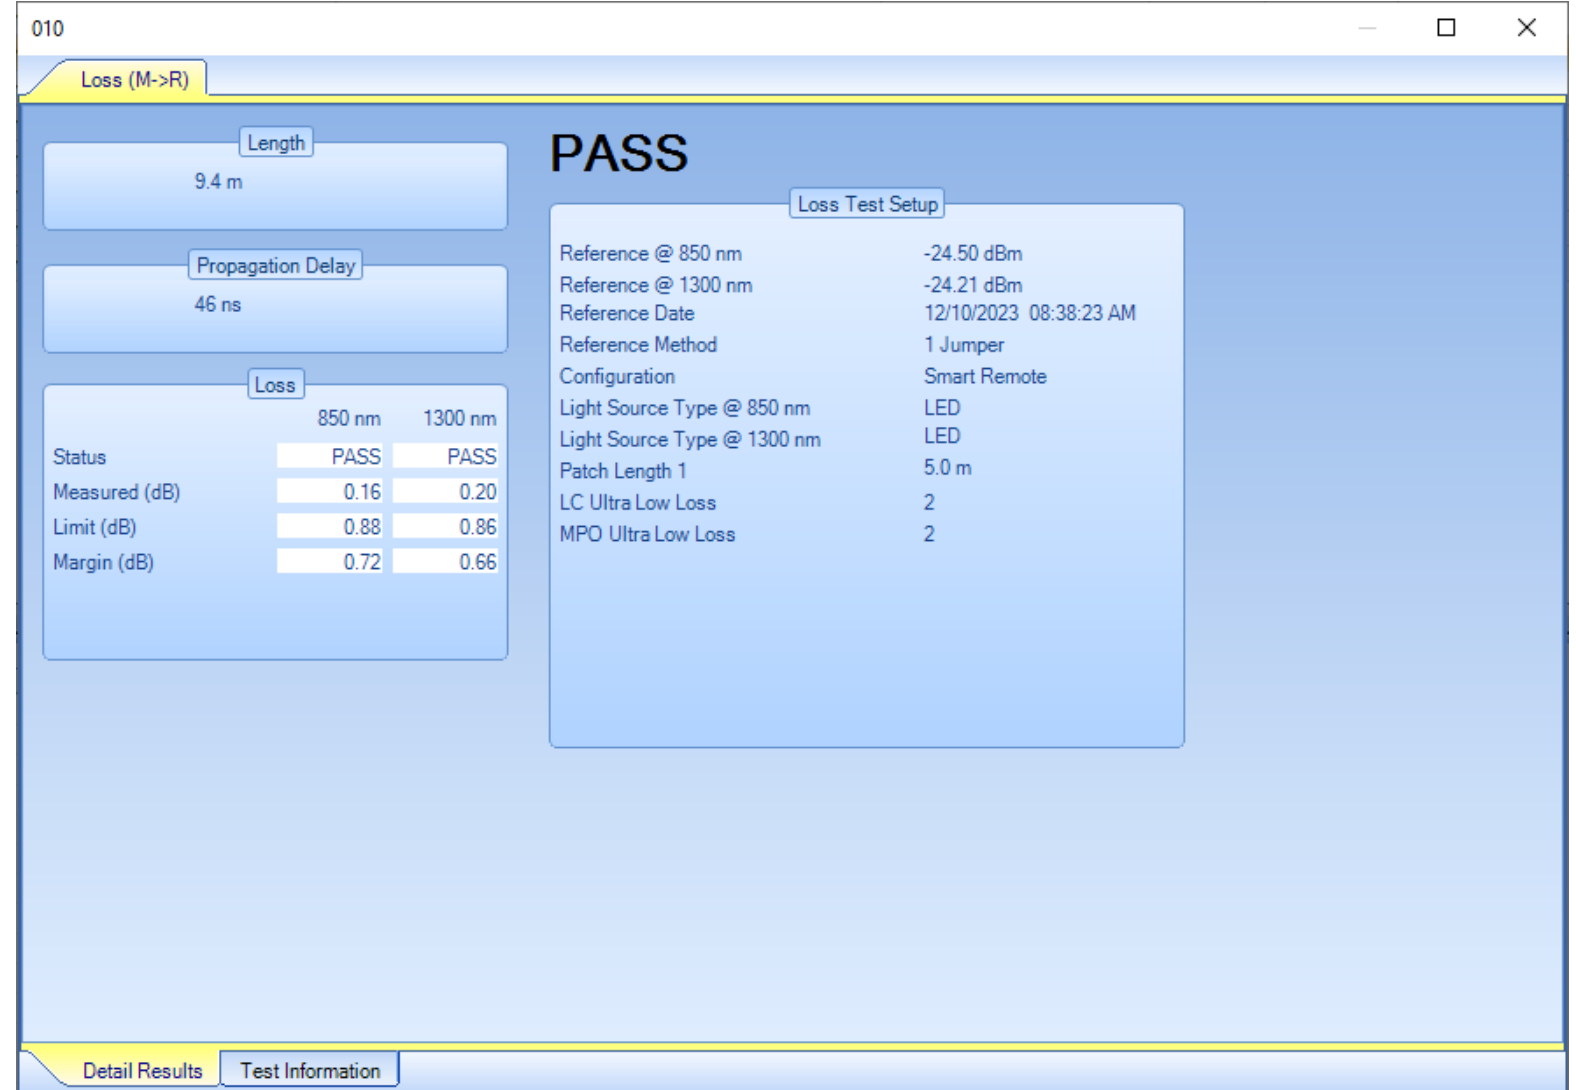 010
Loss (M->R)
Length
9.4 m
Propagation Delay
46 ns
Loss
850 nm 1300 nm
Status PASS PASS
Measured (dB) 0.16 0.20
Limit (dB) 0.88 0.86
Margin (dB) 0.72 0.66
PASS
Loss Test Setup
Reference @ 850 nm -24.50 dBm
Reference @ 1300 nm -24.21 dBm
Reference Date 12/10/2023 08:38:23 AM
Reference Method 1 Jumper
Configuration Smart Remote
Light Source Type @ 850 nm LED
Light Source Type @ 1300 nm LED
Patch Length 1 5.0 m
LC Ultra Low Loss 2
MPO Ultra Low Loss 2
Detail Results Test Information